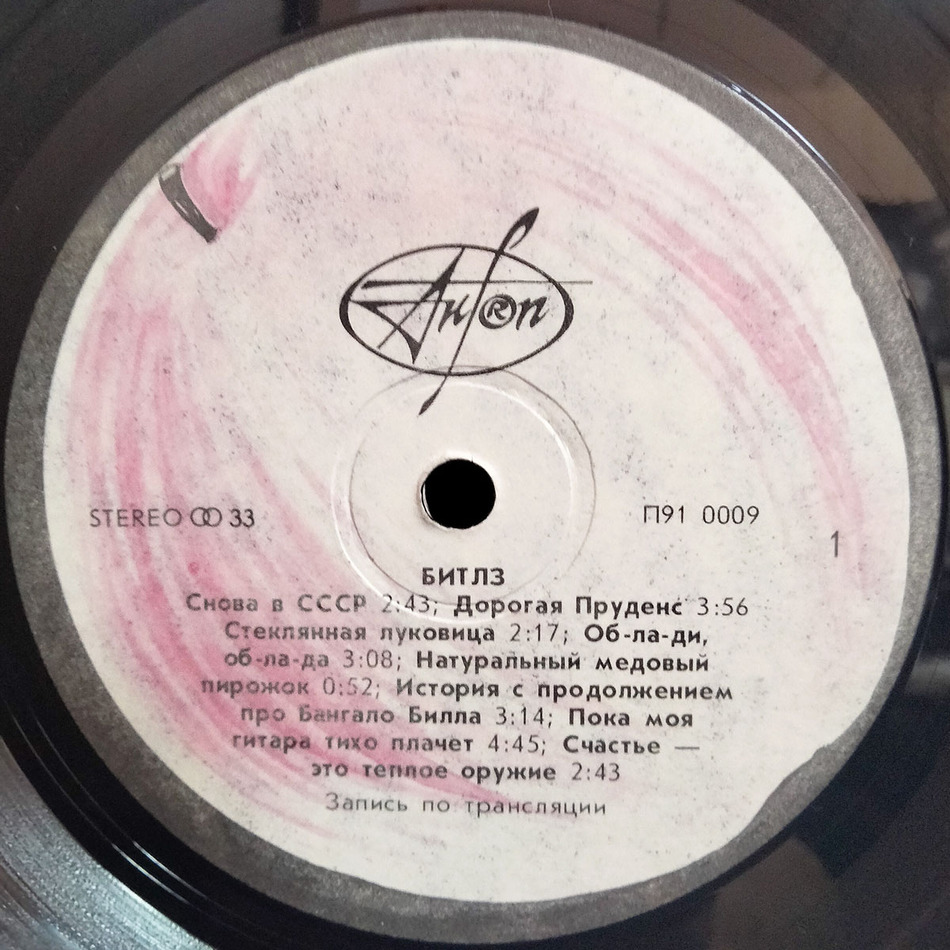 Антроп ®
STEREO 33
П91 0009
1
БИТЛЗ
Снова в СССР 2:43; Дорогая Пруденс 3:56
Стеклянная луковица 2:17; Об-ла-ди,
об-ла-да 3:08; Натуральный медовый
пирожок 0:52; История с продолжением
про Бангало Билла 3:14; Пока моя
гитара тихо плачет 4:45; Счастье —
это теплое оружие 2:43
Запись по трансляции